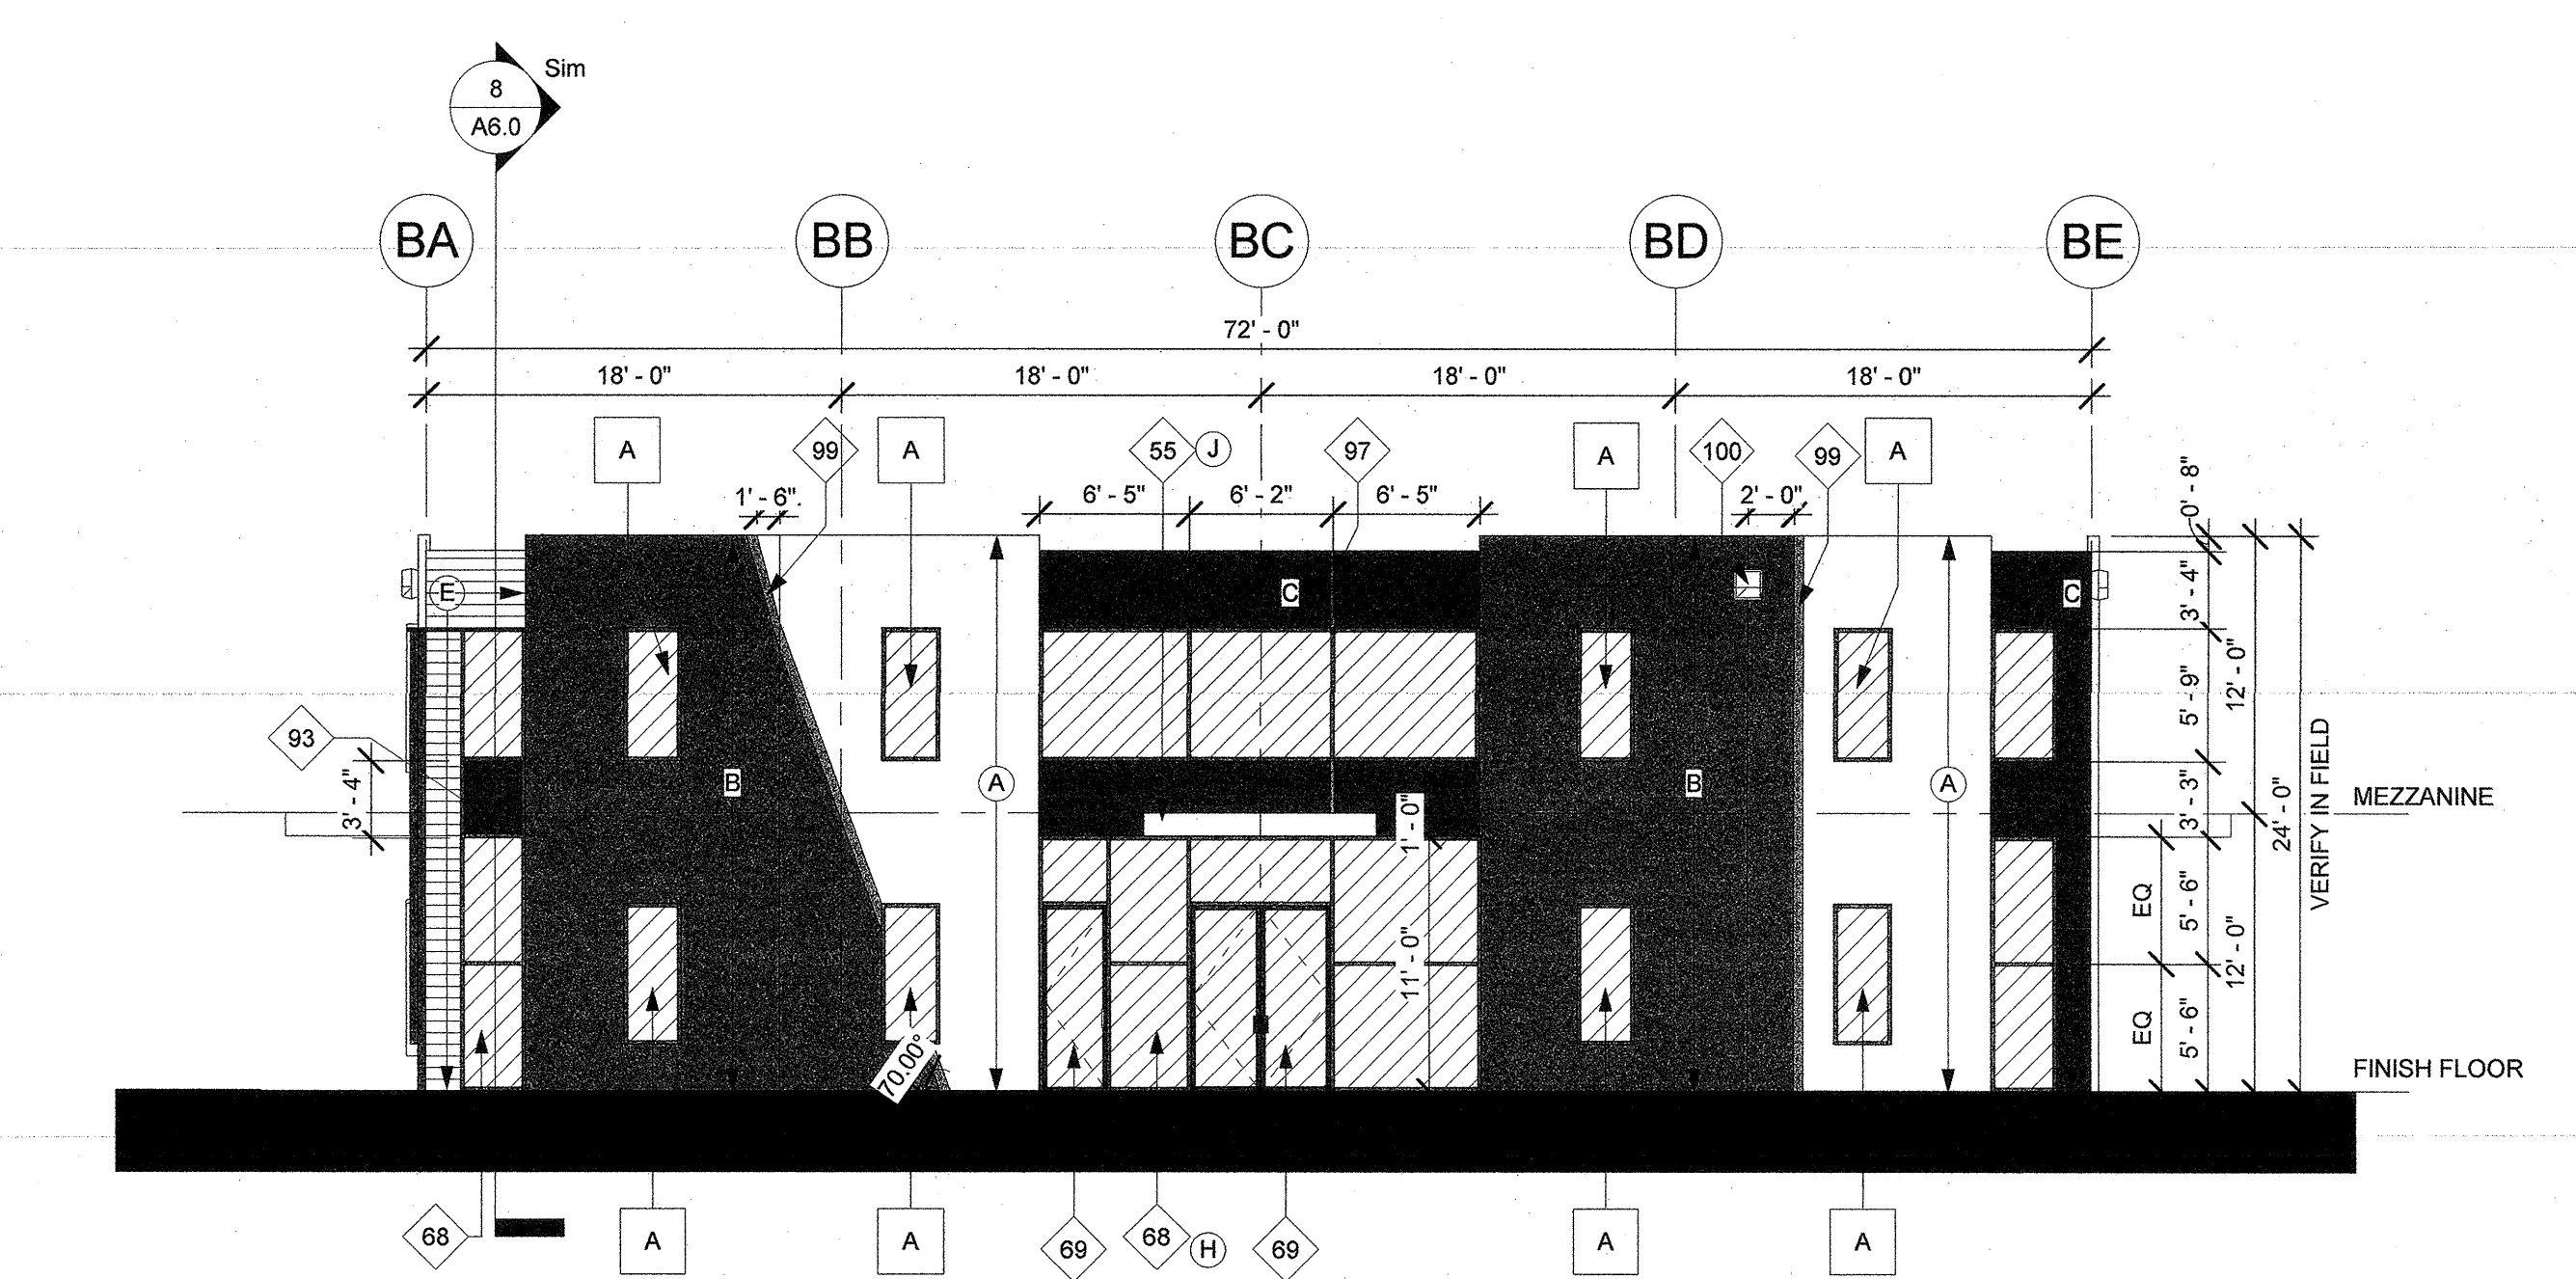 Sim
8
A6.0
BA
BB
BC
BD
BE
72' - 0"
18' - 0"
18' - 0"
18' - 0"
18' - 0"
A
99
A
55
J
97
A
100
99
A
1' - 6"
6' - 5"
6' - 2"
6' - 5"
2' - 0"
0' - 8"
E
C
C
3' - 4"
93
3' - 4"
B
A
B
A
5' - 9"
12' - 0"
3' - 3"
MEZZANINE
1' - 0"
24' - 0"
VERIFY IN FIELD
EQ
5' - 6"
11' - 0"
12' - 0"
EQ
5' - 6"
70.00°
FINISH FLOOR
68
A
A
69
68
H
69
A
A